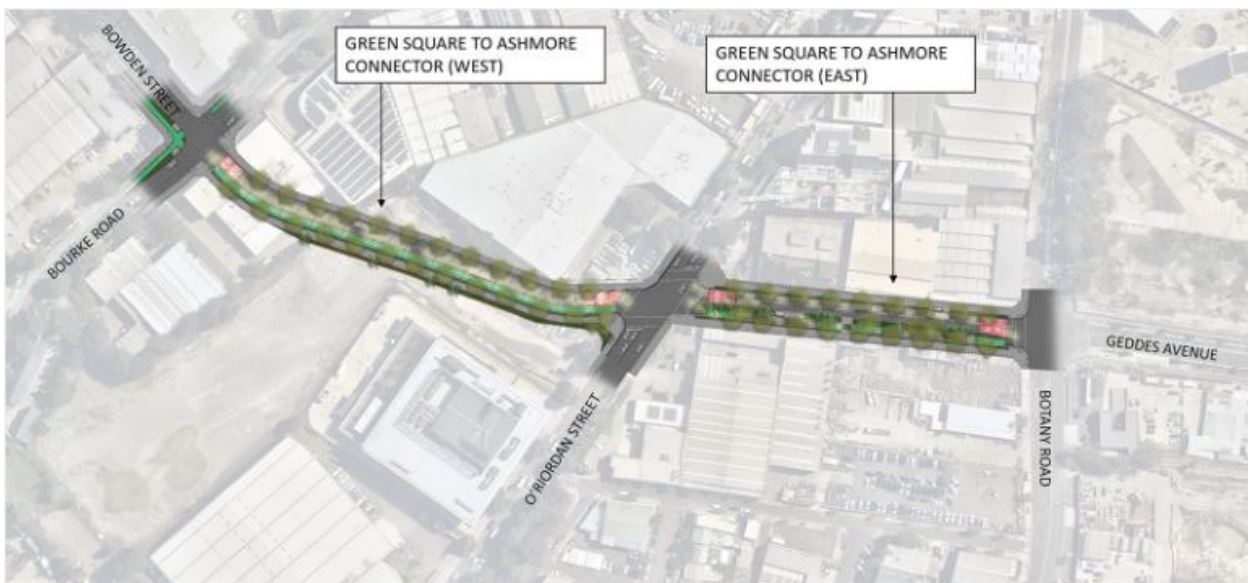 BOWDEN STREET
GREEN SQUARE TO ASHMORE
CONNECTOR (WEST)
GREEN SQUARE TO ASHMORE
CONNECTOR (EAST)
BOURKE ROAD
O'RIORDAN STREET
GEDDES AVENUE
BOTANY ROAD